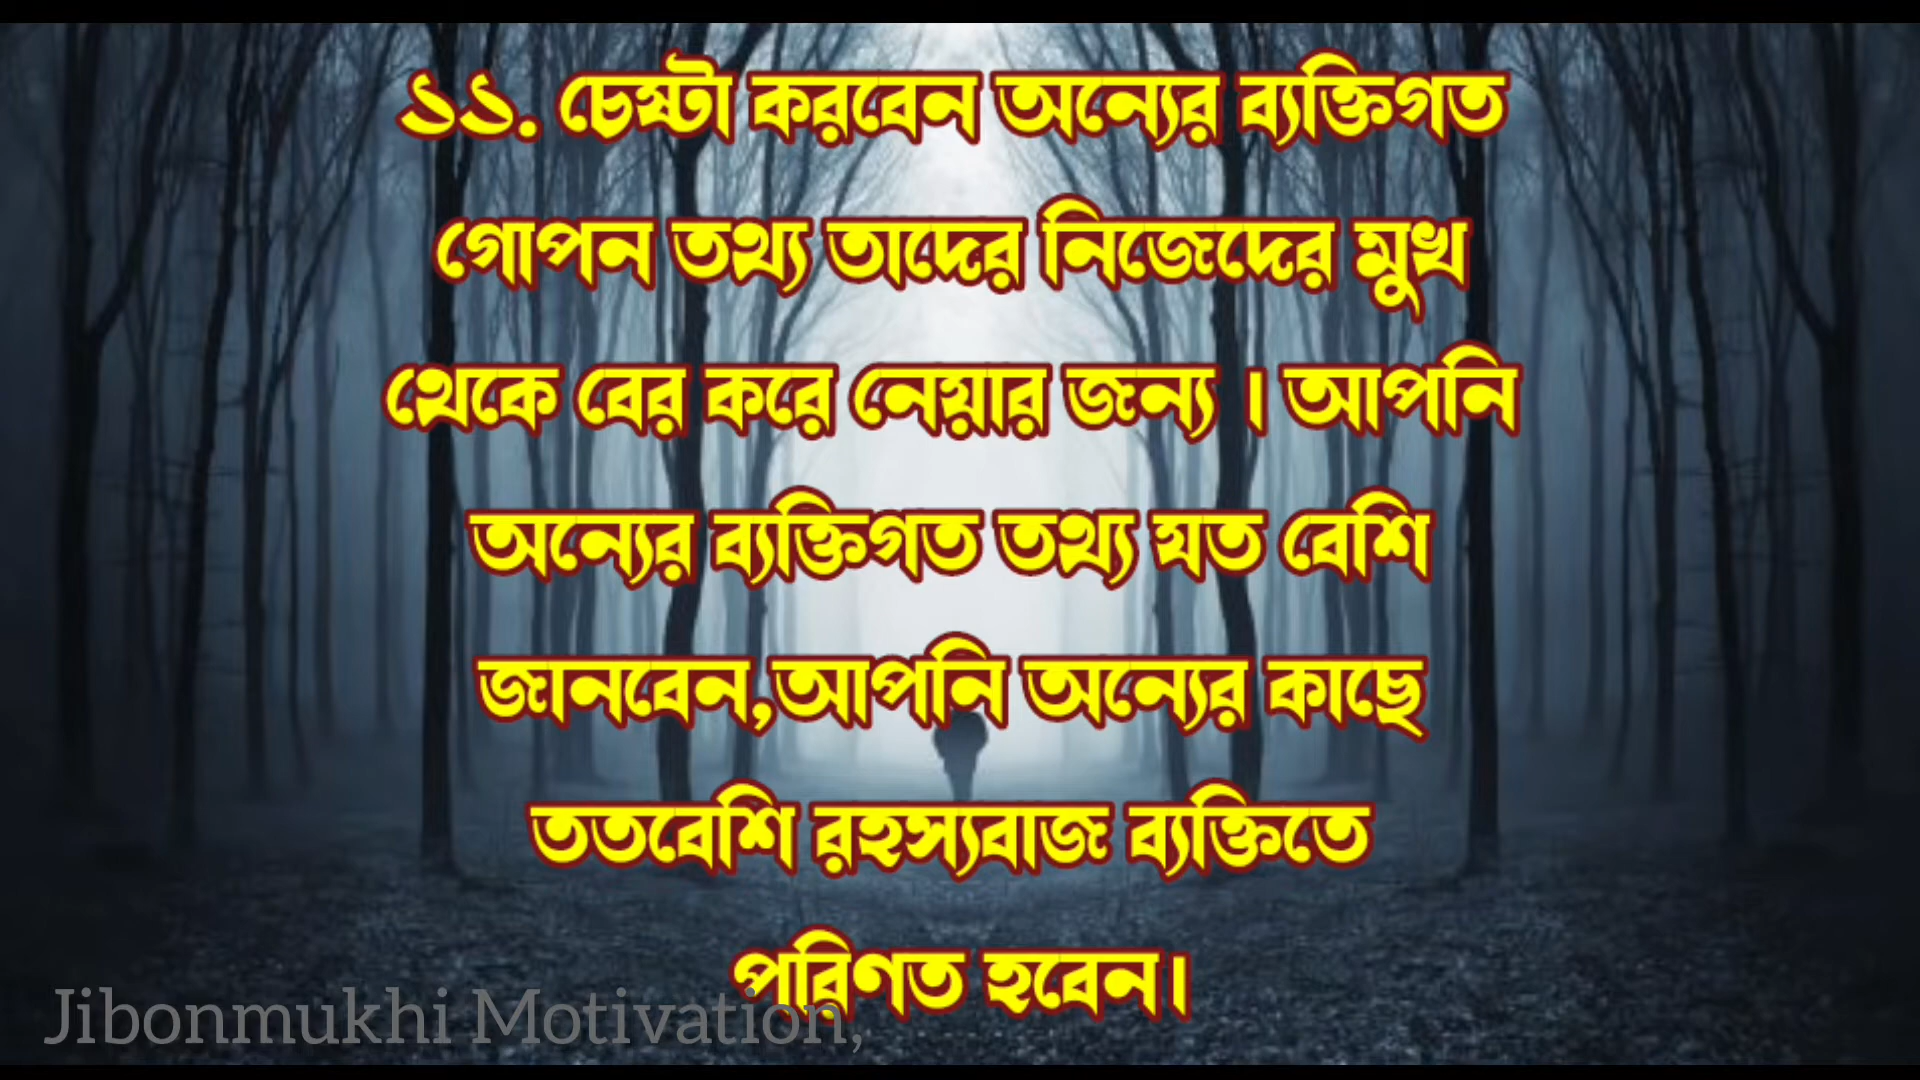 ১১. চেষ্টা করবেন অন্যের ব্যক্তিগত
গোপন তথ্য তাদের নিজেদের মুখ
থেকে বের করে নেয়ার জন্য । আপনি
অন্যের ব্যক্তিগত তথ্য যত বেশি
জানবেন,আপনি অন্যের কাছে
ততবেশি রহস্যবাজ ব্যক্তিতে
পরিণত হবেন।
Jibonmukhi Motivation,